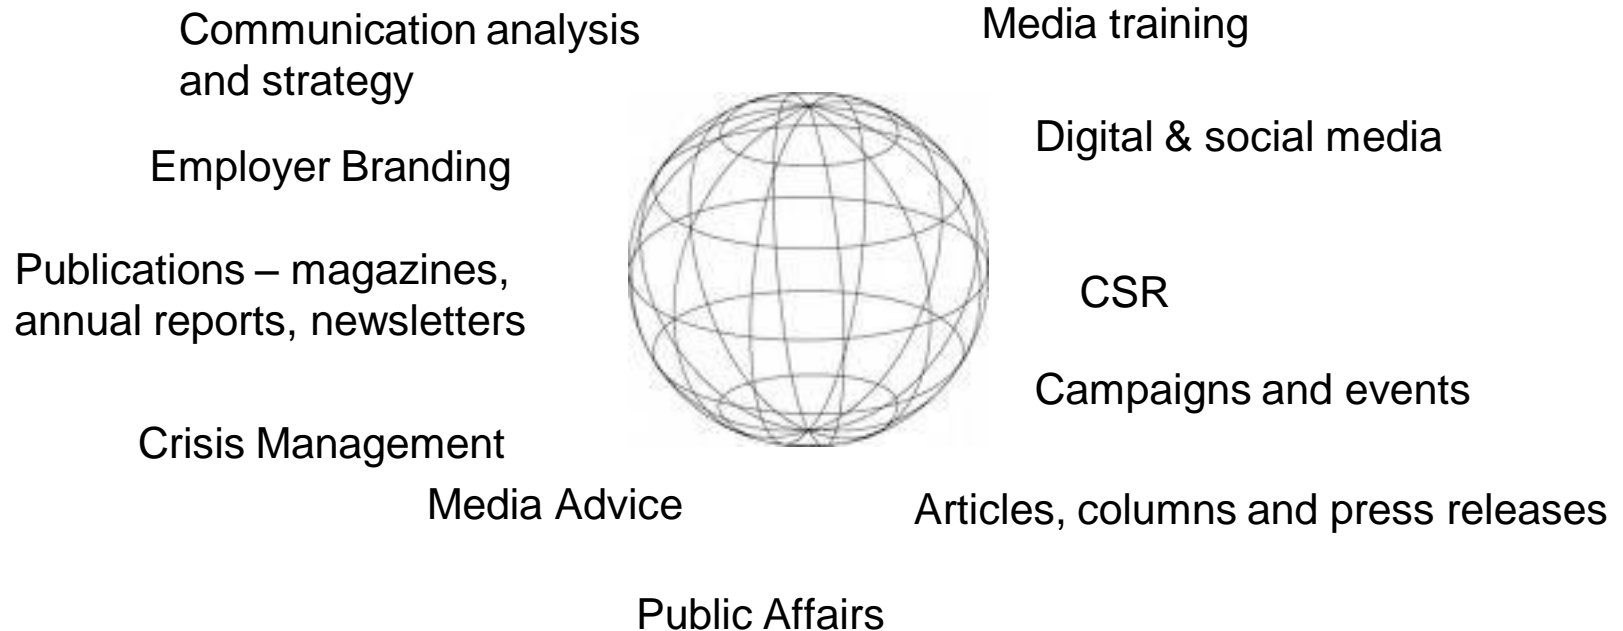 Communication analysis
and strategy
Media training
Digital & social media
Employer Branding
Publications – magazines,
annual reports, newsletters
CSR
Campaigns and events
Crisis Management
Media Advice
Articles, columns and press releases
Public Affairs